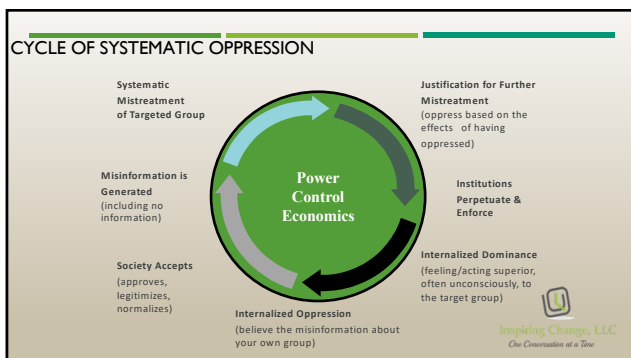 CYCLE OF SYSTEMATIC OPPRESSION
Systematic
Mistreatment
of Targeted Group
Justification for Further
Mistreatment
(oppress based on the
effects of having
oppressed)
Misinformation is
Generated
(including no
information)
Power
Control
Economics
Institutions
Perpetuate &
Enforce
Society Accepts
(approves,
legitimizes,
normalizes)
Internalized Dominance
(feeling/acting superior,
often unconsciously, to
the target group)
Internalized Oppression
(believe the misinformation about
your own group)
Inspiring Change, LLC
One Conversation at a Time